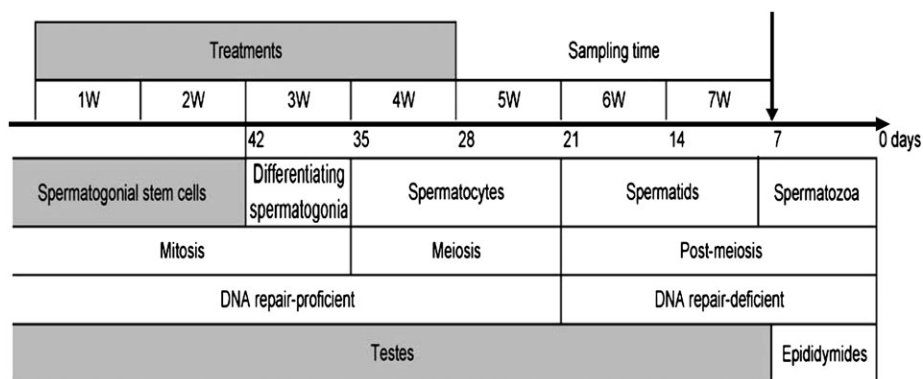 Treatments
Sampling time
1W 2W 3W 4W 5W 6W 7W
42 35 28 21 14 7 0 days
Spermatogonial stem cells
Differentiating
spermatogonia
Spermatocytes
Spermatids
Spermatozoa
Mitosis
Meiosis
Post-meiosis
DNA repair-proficient
DNA repair-deficient
Testes
Epididymides